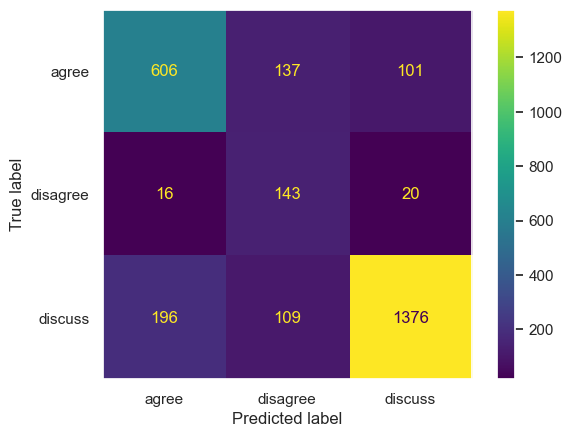 agree 606 137 101
disagree 16 143 20
discuss 196 109 1376
agree disagree discuss
Predicted label
True label
1200
1000
800
600
400
200